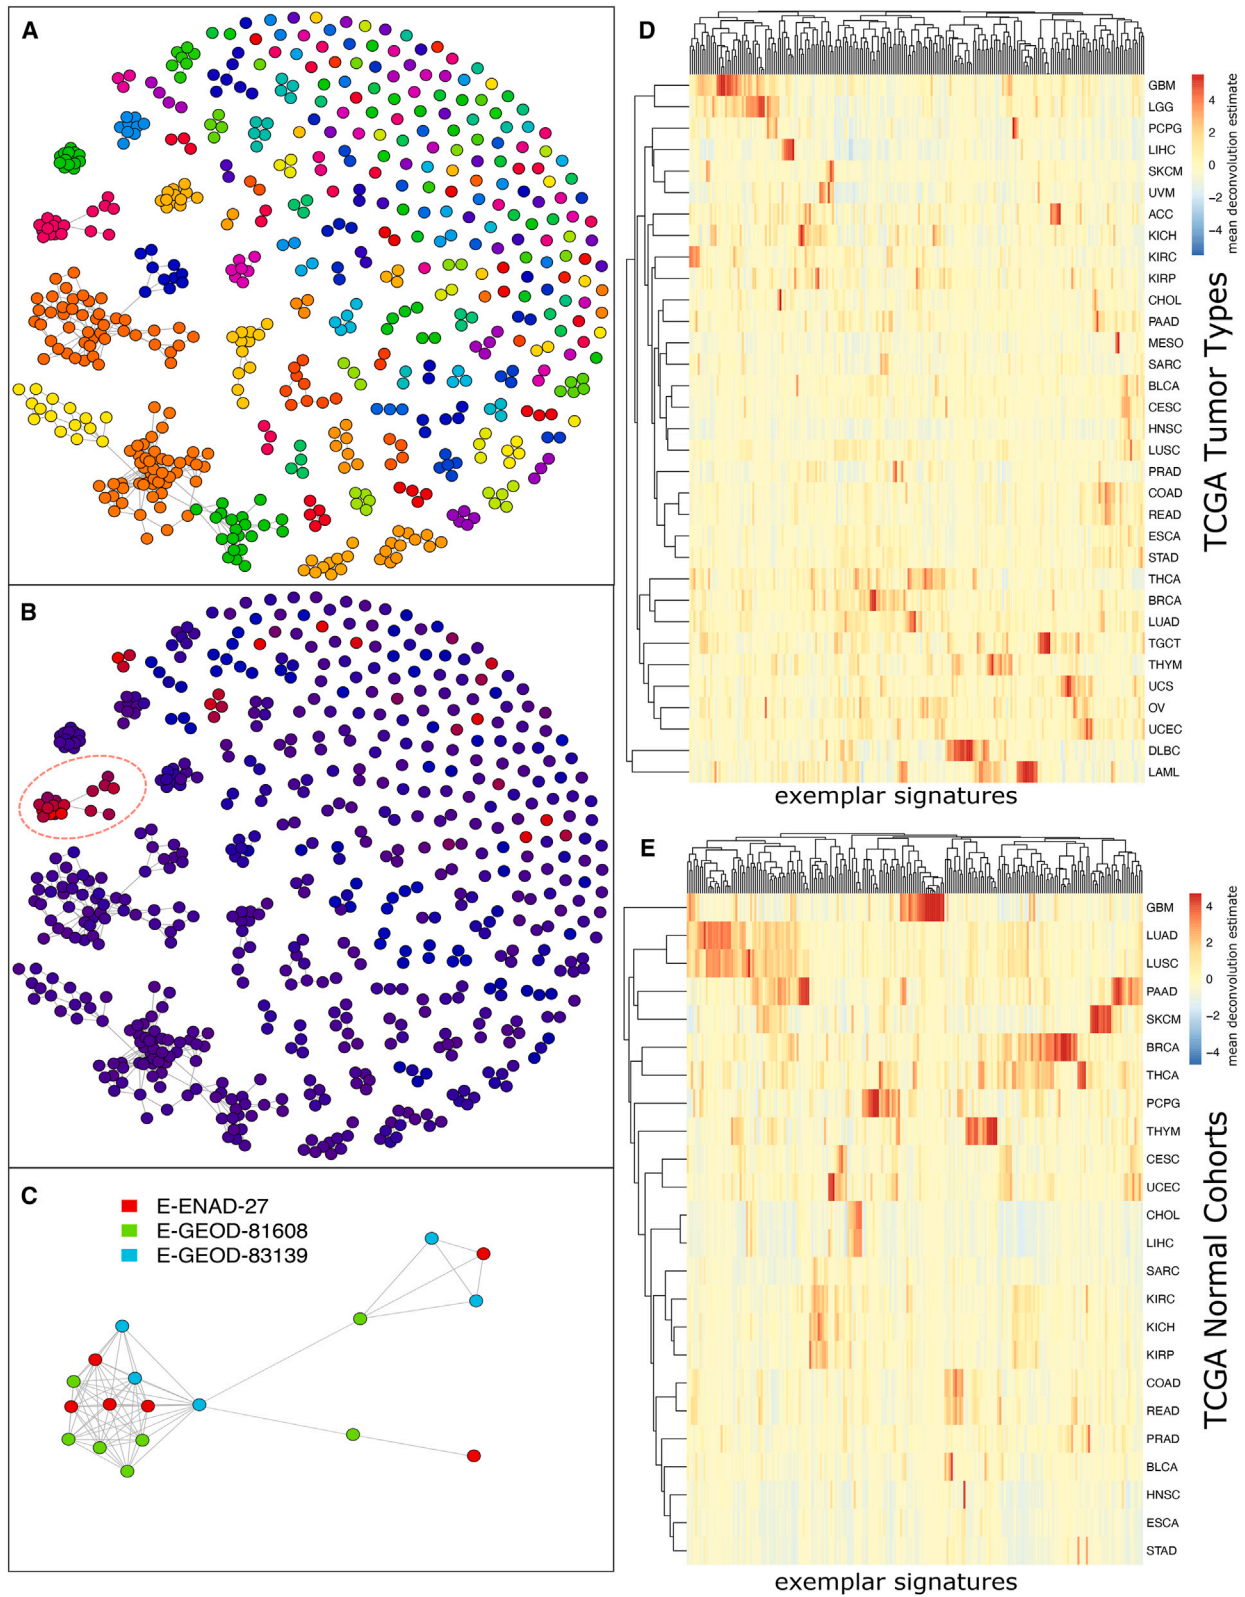 A
B
C
E-ENAD-27
E-GEOD-81608
E-GEOD-83139
D
GBM
LGG
PCPG
LIHC
SKCM
UVM
ACC
KICH
KIRC
KIRP
CHOL
PAAD
MESO
SARC
BLCA
CESC
HNSC
LUSC
PRAD
COAD
READ
ESCA
STAD
THCA
BRCA
LUAD
TGCT
THYM
UCS
OV
UCEC
DLBC
LAML
exemplar signatures
4
2
0
−2
−4
mean deconvolution estimate
TCGA Tumor Types
E
GBM
LUAD
LUSC
PAAD
SKCM
BRCA
THCA
PCPG
THYM
CESC
UCEC
CHOL
LIHC
SARC
KIRC
KICH
KIRP
COAD
READ
PRAD
BLCA
HNSC
ESCA
STAD
exemplar signatures
4
2
0
−2
−4
mean deconvolution estimate
TCGA Normal Cohorts